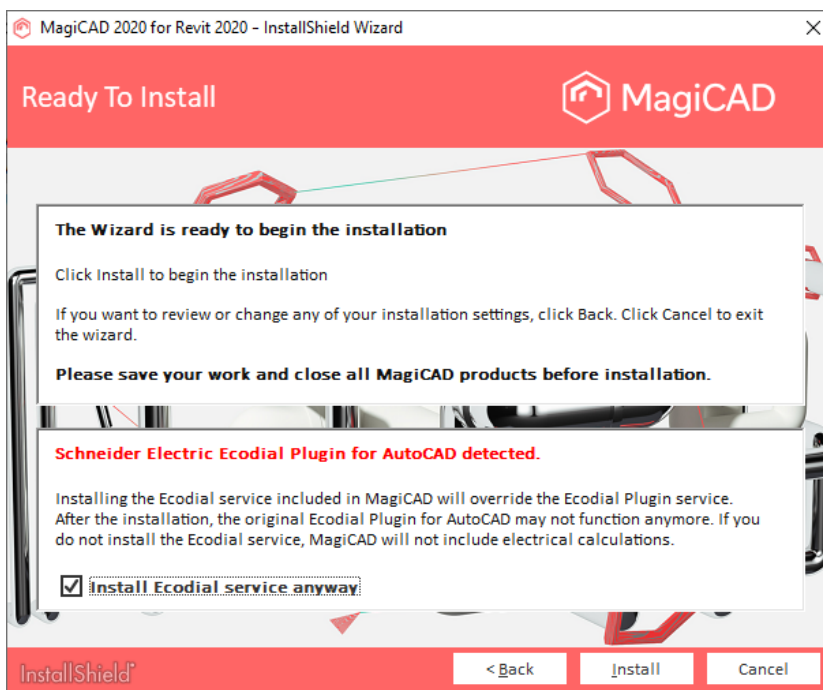 MagiCAD 2020 for Revit 2020 - InstallShield Wizard
Ready To Install
MagiCAD
The Wizard is ready to begin the installation
Click Install to begin the installation
If you want to review or change any of your installation settings, click Back. Click Cancel to exit
the wizard.
Please save your work and close all MagiCAD products before installation.
Schneider Electric Ecodial Plugin for AutoCAD detected.
Installing the Ecodial service included in MagiCAD will override the Ecodial Plugin service.
After the installation, the original Ecodial Plugin for AutoCAD may not function anymore. If you
do not install the Ecodial service, MagiCAD will not include electrical calculations.
Install Ecodial service anyway
InstallShield
< Back
Install
Cancel